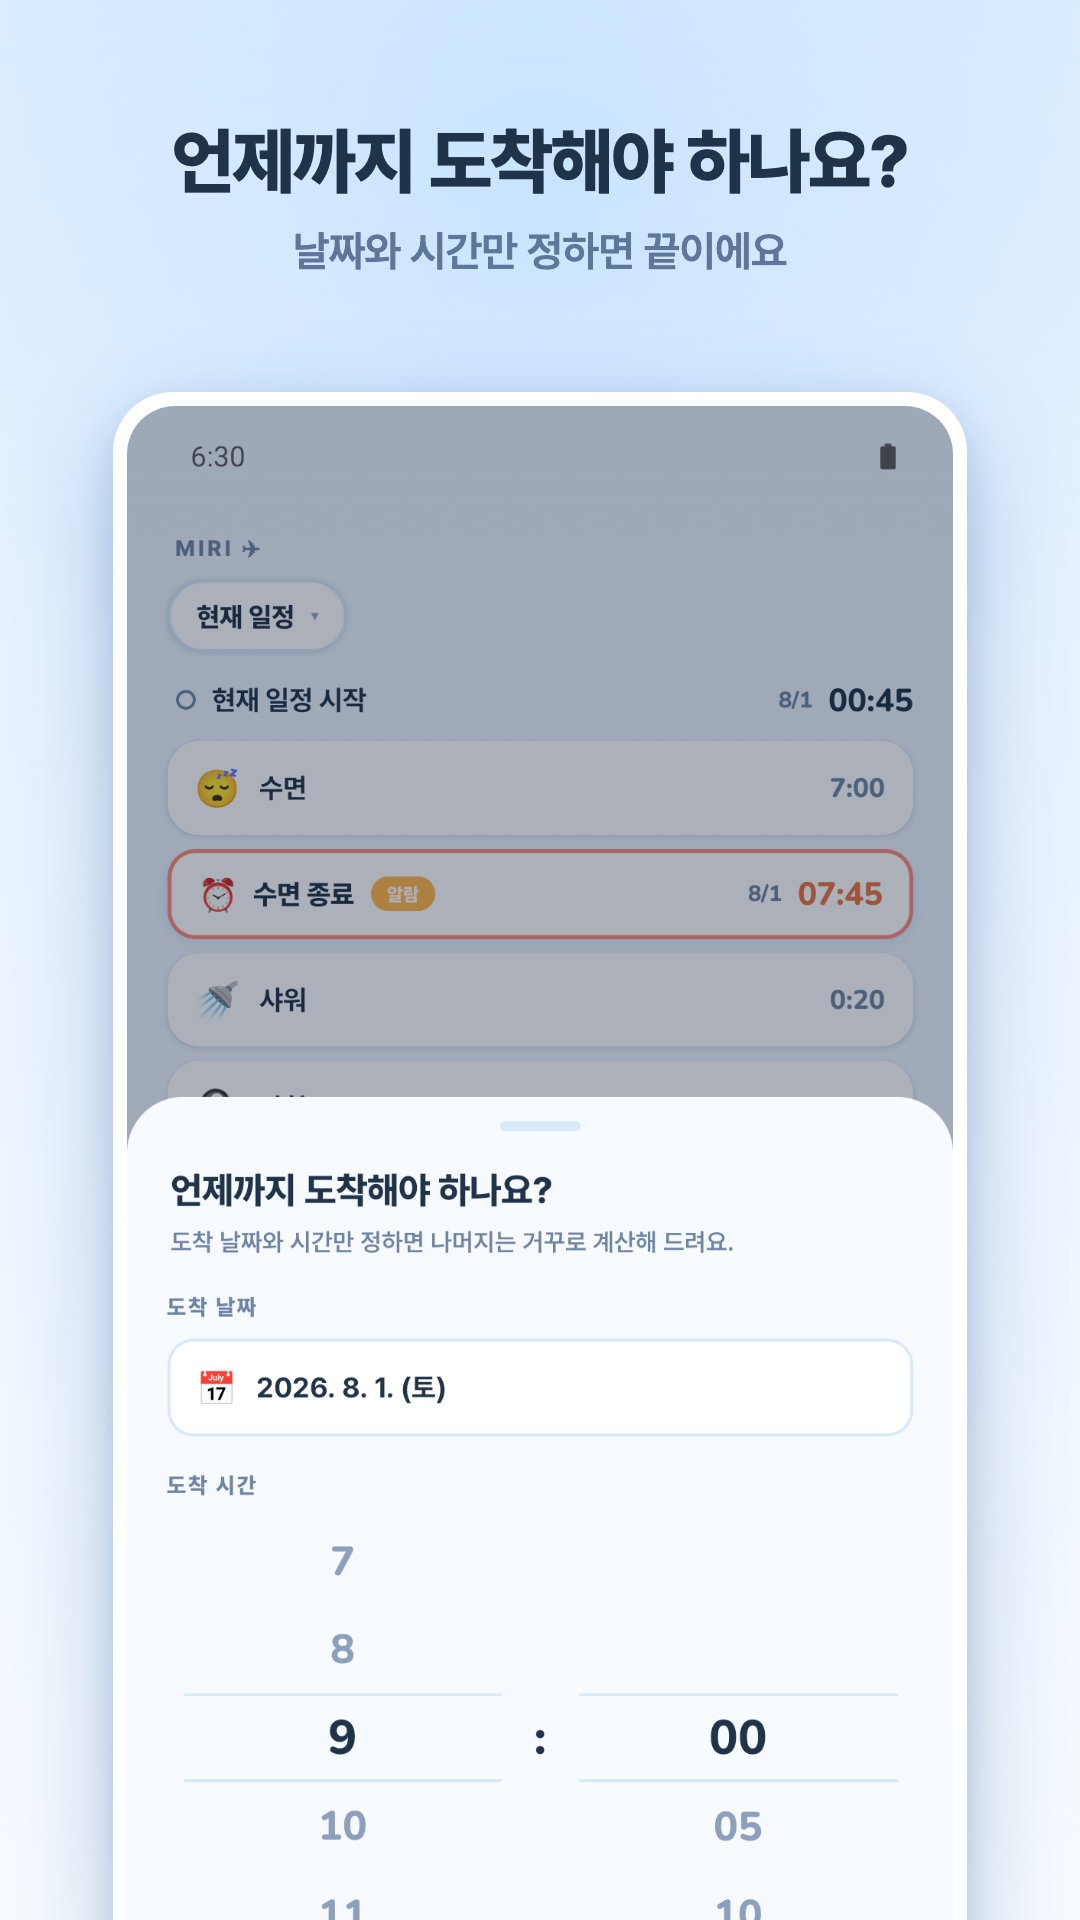 언제까지 도착해야 하나요?
날짜와 시간만 정하면 끝이에요
6:30
MIRI ✈
현재 일정 ▼
현재 일정 시작 8/1 00:45
수면 7:00
수면 종료 알람 8/1 07:45
샤워 0:20
언제까지 도착해야 하나요?
도착 날짜와 시간만 정하면 나머지는 거꾸로 계산해 드려요.
도착 날짜
July 17 2026. 8. 1. (토)
도착 시간
7
8
9 : 00
10 05
11 10